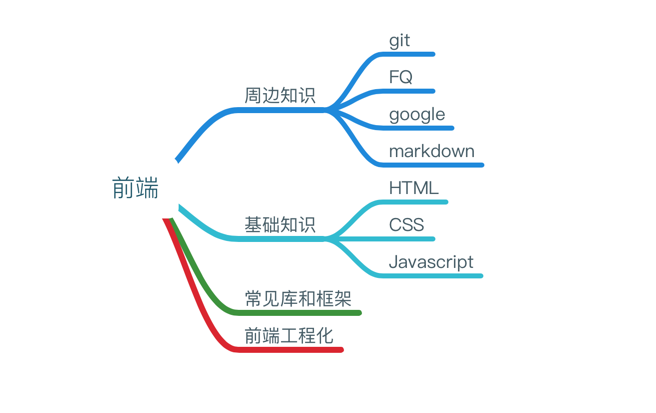 前端
周边知识
git
FQ
google
markdown
基础知识
HTML
CSS
Javascript
常见库和框架
前端工程化